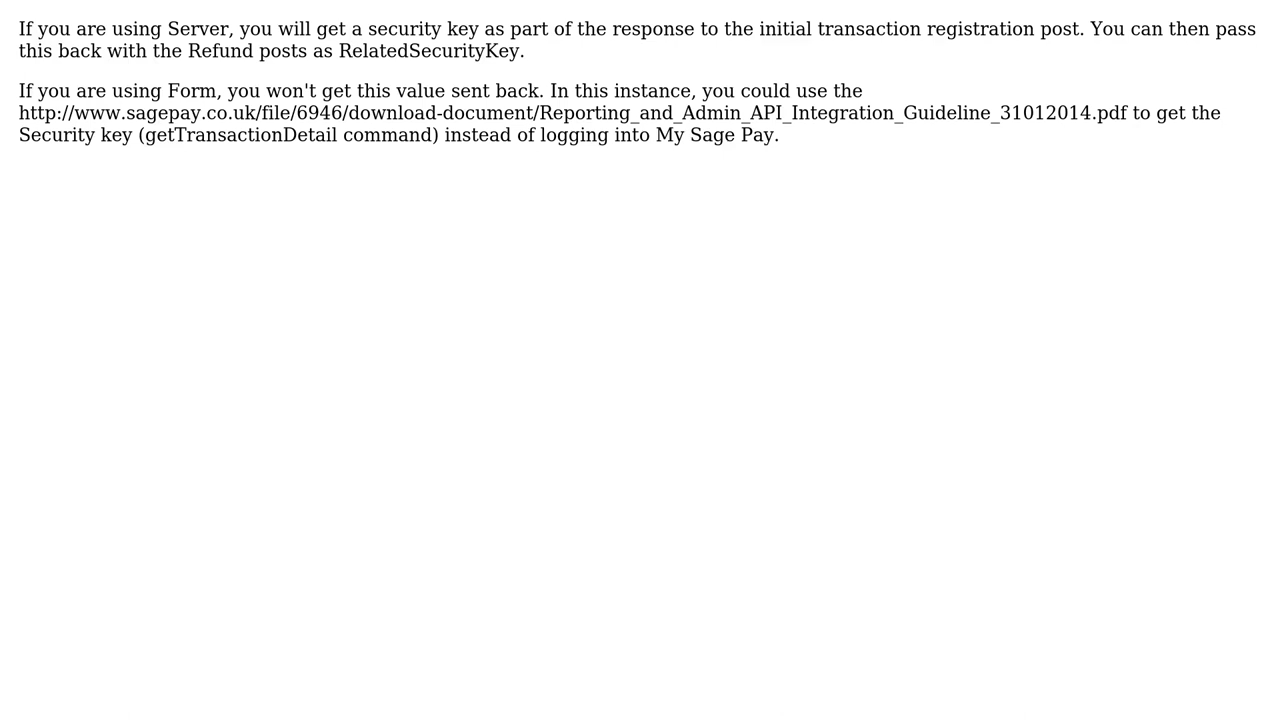 If you are using Server, you will get a security key as part of the response to the initial transaction registration post. You can then pass
this back with the Refund posts as RelatedSecurityKey.
If you are using Form, you won't get this value sent back. In this instance, you could use the
http://www.sagepay.co.uk/file/6946/download-document/Reporting_and_Admin_API_Integration_Guideline_31012014.pdf to get the
Security key (getTransactionDetail command) instead of logging into My Sage Pay.